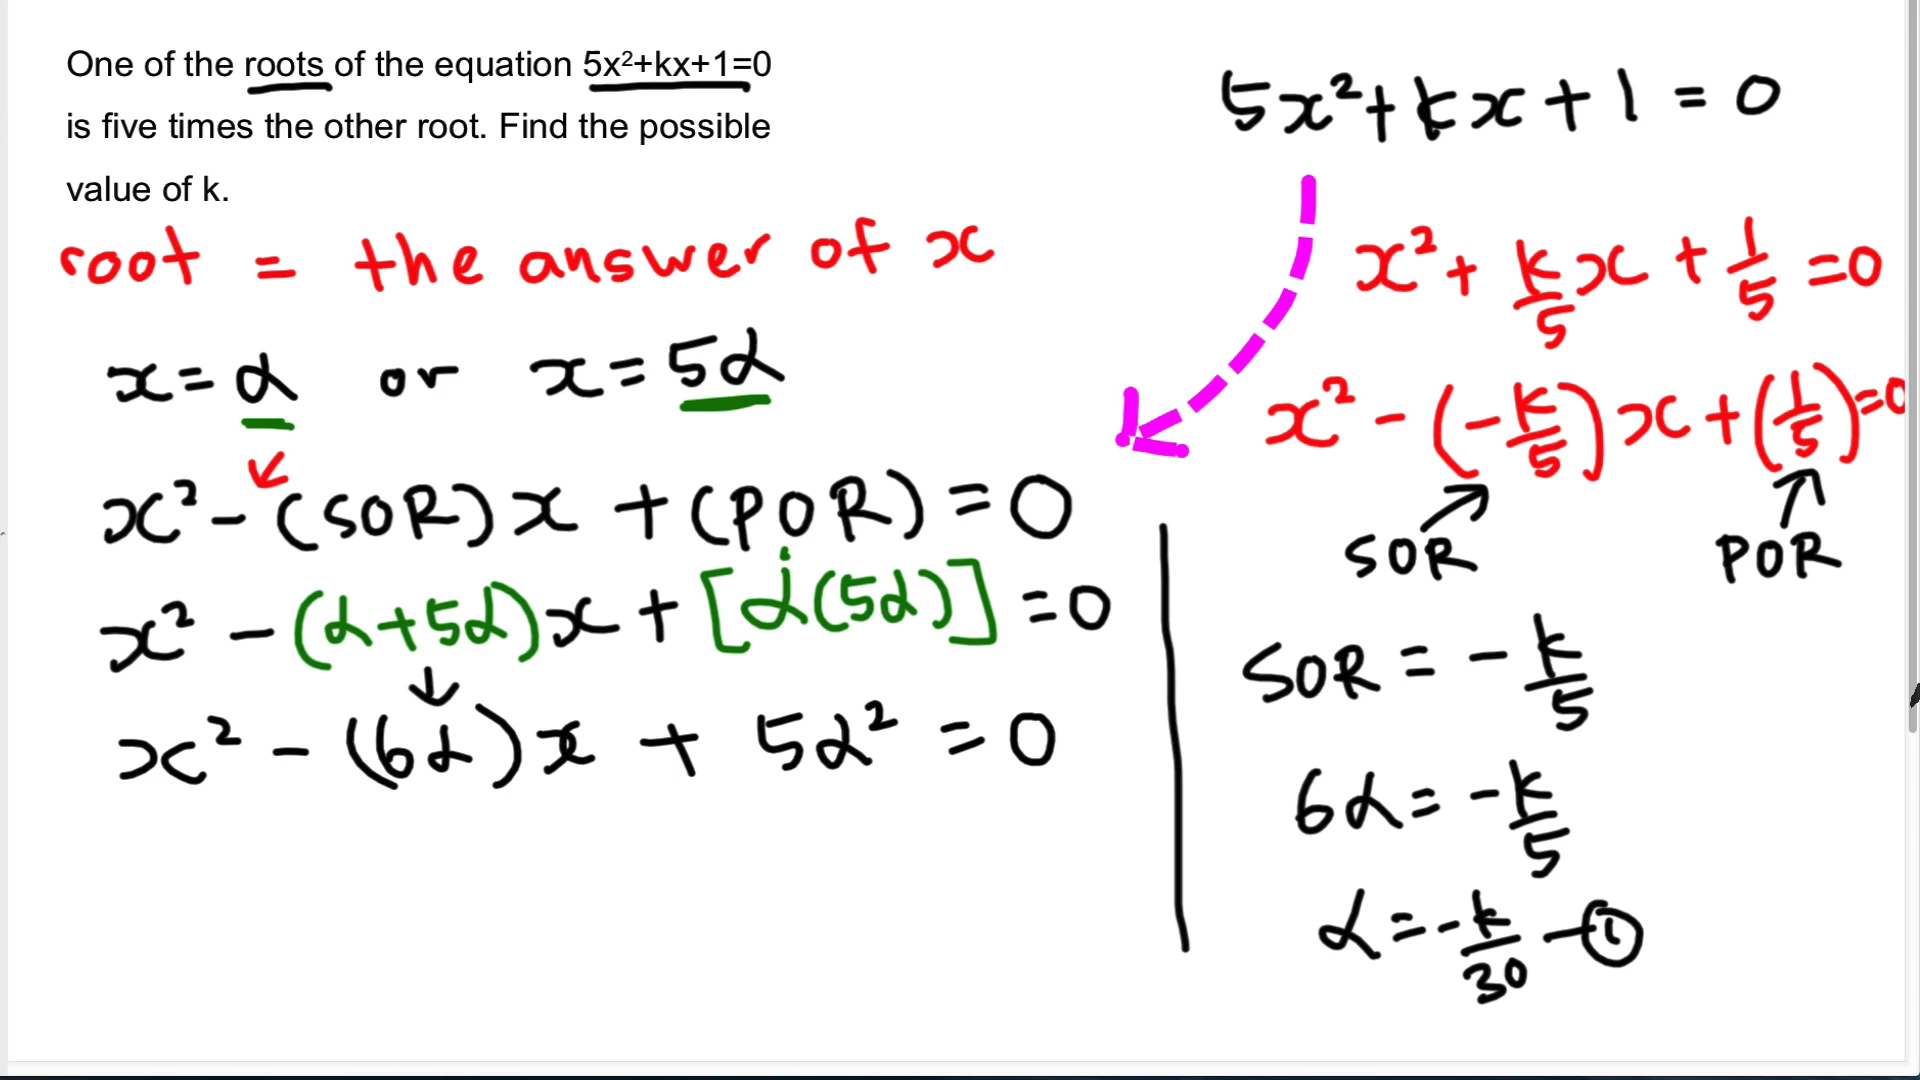 One of the roots of the equation 5x²+kx+1=0
is five times the other root. Find the possible
value of k.
root = the answer of x
x = α or x = 5α
x² - (SOR)x + (POR) = 0
x² - (α+5α)x + [α(5α)] = 0
x² - (6α)x + 5α² = 0
5x² + kx + 1 = 0
x² + k/5 x + 1/5 = 0
x² - (-k/5)x + (1/5) = 0
SOR POR
SOR = -k/5
6α = -k/5
α = -k/30 - ①